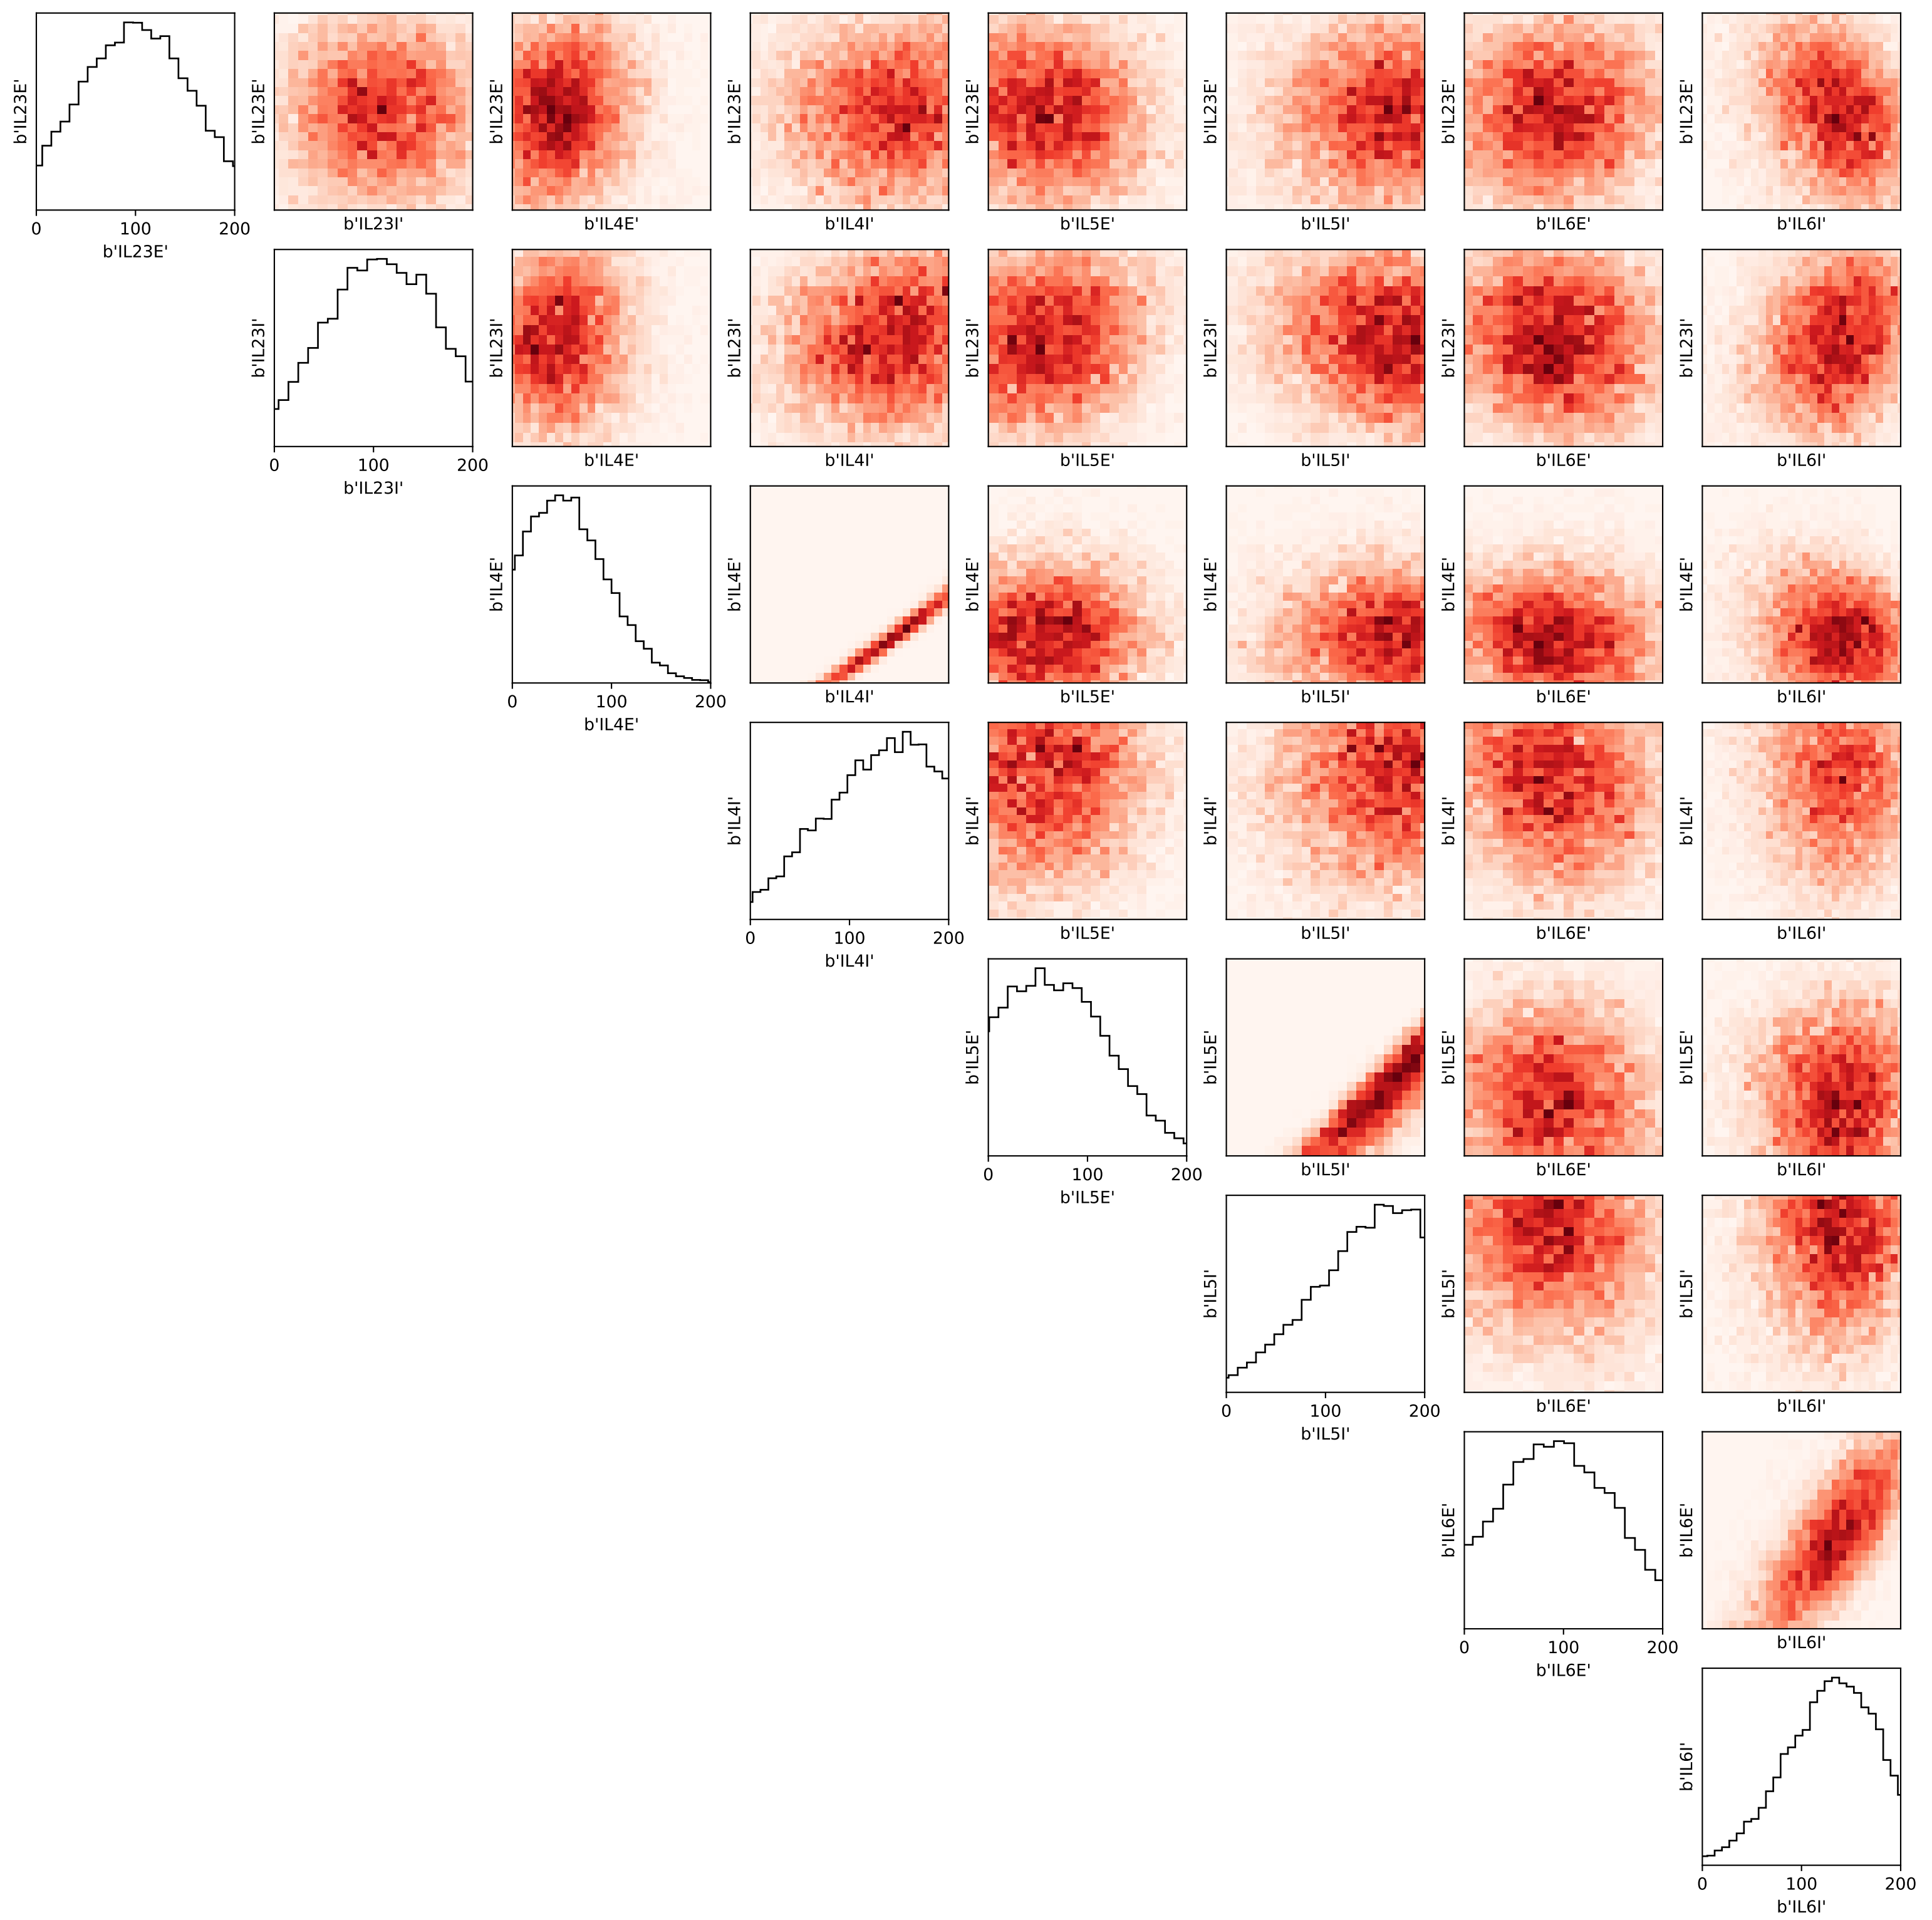 b'IL23E' b'IL23E' b'IL23E' b'IL23E' b'IL23E' b'IL23E' b'IL23E' b'IL23E'
b'IL23I' b'IL4E' b'IL4I' b'IL5E' b'IL5I' b'IL6E' b'IL6I'
0 100 200
b'IL23E'
b'IL23I' b'IL23I' b'IL23I' b'IL23I' b'IL23I' b'IL23I' b'IL23I'
b'IL4E' b'IL4I' b'IL5E' b'IL5I' b'IL6E' b'IL6I'
0 100 200
b'IL23I'
b'IL4E' b'IL4E' b'IL4E' b'IL4E' b'IL4E' b'IL4E'
b'IL4I' b'IL5E' b'IL5I' b'IL6E' b'IL6I'
0 100 200
b'IL4E'
b'IL4I' b'IL4I' b'IL4I' b'IL4I' b'IL4I'
b'IL5E' b'IL5I' b'IL6E' b'IL6I'
0 100 200
b'IL4I'
b'IL5E' b'IL5E' b'IL5E' b'IL5E'
b'IL5I' b'IL6E' b'IL6I'
0 100 200
b'IL5E'
b'IL5I' b'IL5I' b'IL5I'
b'IL6E' b'IL6I'
0 100 200
b'IL5I'
b'IL6E' b'IL6E'
b'IL6I'
0 100 200
b'IL6E'
b'IL6I'
0 100 200
b'IL6I'